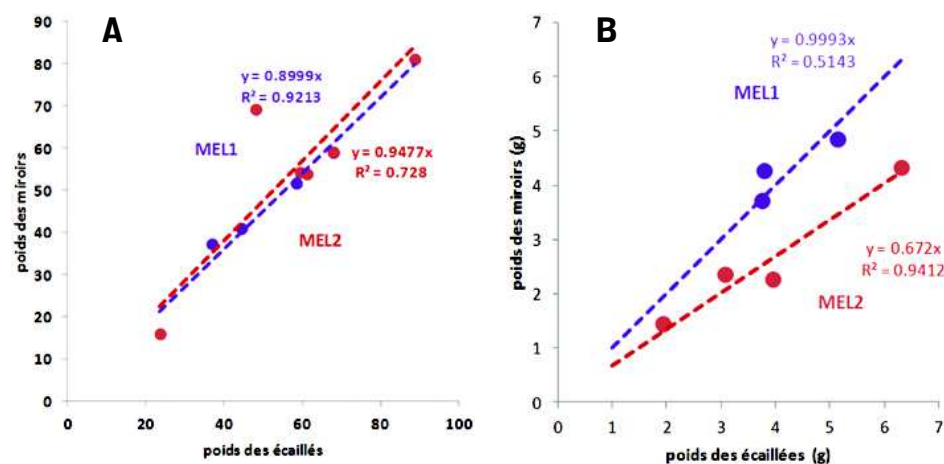 A
90
80
70
60
50
40
30
20
10
0
y = 0.8999x
R² = 0.9213
MEL1
y = 0.9477x
R² = 0.728
MEL2
poids des miroirs
0 20 40 60 80 100
poids des écaillés
B
7
6
5
4
3
2
1
0
y = 0.9993x
R² = 0.5143
MEL1
y = 0.672x
R² = 0.9412
MEL2
poids des miroirs (g)
0 1 2 3 4 5 6 7
poids des écaillées (g)